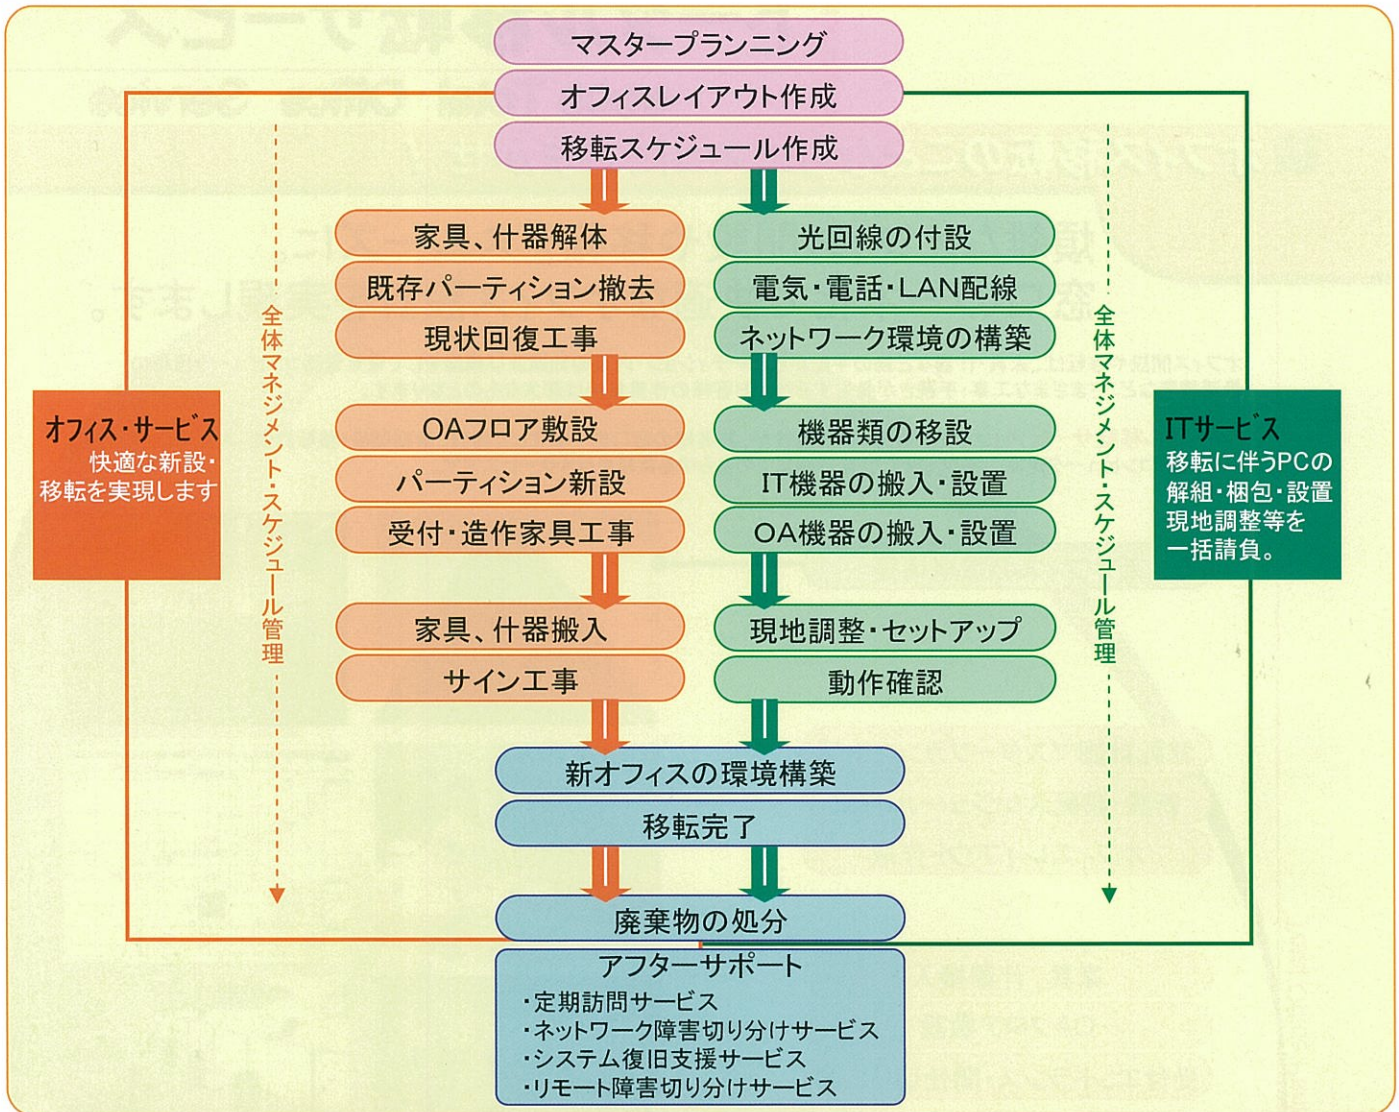 マスタープランニング
オフィスレイアウト作成
移転スケジュール作成
家具、什器解体
既存パーティション撤去
現状回復工事
光回線の付設
電気・電話・LAN配線
ネットワーク環境の構築
全体マネジメント・スケジュール管理
オフィス・サービス
快適な新設・
移転を実現します
OAフロア敷設
パーティション新設
受付・造作家具工事
機器類の移設
IT機器の搬入・設置
OA機器の搬入・設置
全体マネジメント・スケジュール管理
ITサービス
移転に伴うPCの
解組・梱包・設置
現地調整等を
一括請負。
家具、什器搬入
サイン工事
現地調整・セットアップ
動作確認
新オフィスの環境構築
移転完了
廃棄物の処分
アフターサポート
・定期訪問サービス
・ネットワーク障害切り分けサービス
・システム復旧支援サービス
・リモート障害切り分けサービス